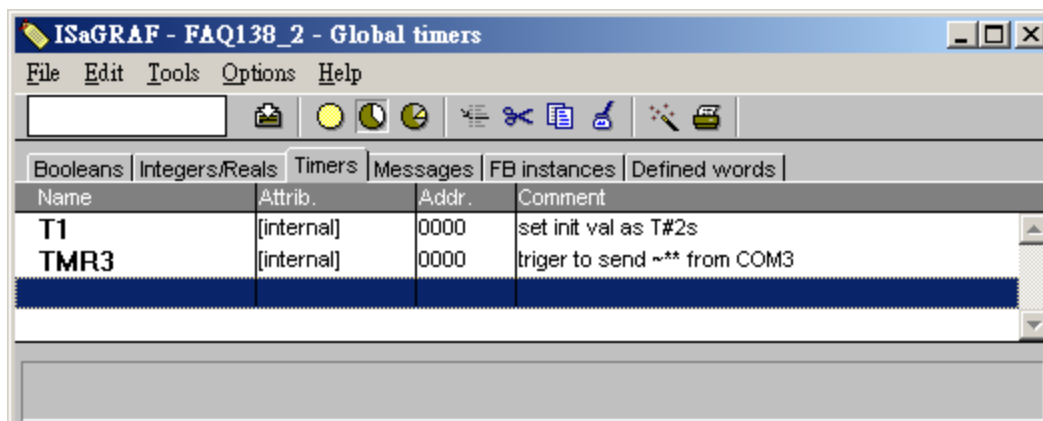 ISaGRAF - FAQ138_2 - Global timers
File Edit Tools Options Help
Booleans Integers/Reals Timers Messages FB instances Defined words
Name Attrib. Addr. Comment
T1 [internal] 0000 set init val as T#2s
TMR3 [internal] 0000 triger to send ~** from COM3